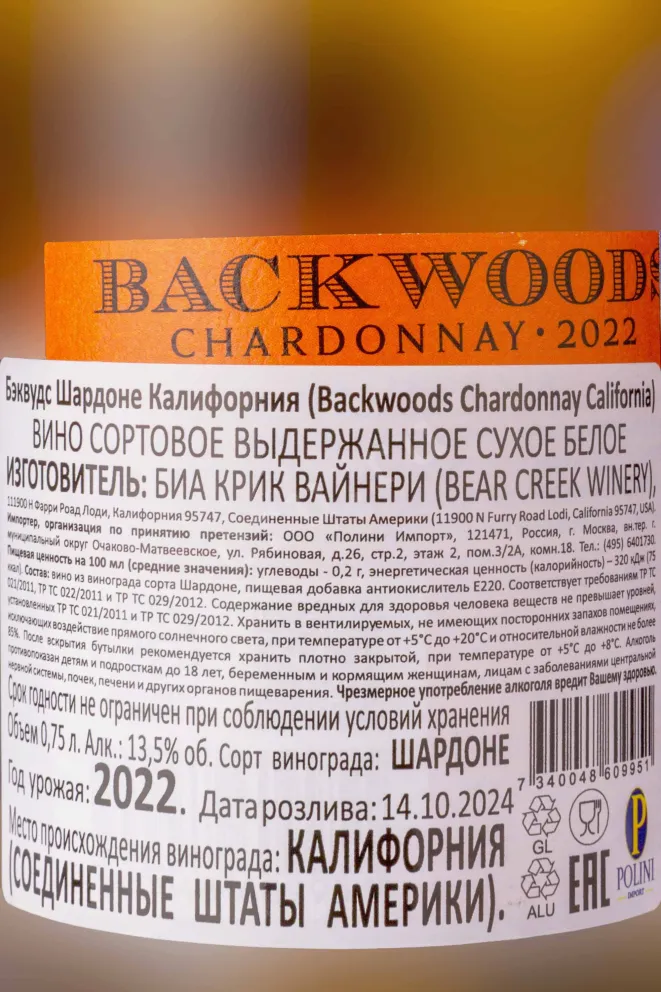 BACKWOODS
CHARDONNAY • 2022
Бэквудс Шардоне Калифорния (Backwoods Chardonnay California)
ВИНО СОРТОВОЕ ВЫДЕРЖАННОЕ СУХОЕ БЕЛОЕ
ИЗГОТОВИТЕЛЬ: БИА КРИК ВАЙНЕРИ (BEAR CREEK WINERY),
11900 Н Фарри Роад Лоди, Калифорния 95747, Соединенные Штаты Америки (11900 N Furry Road Lodi, California 95747, USA).
Импортер, организация по принятию претензий: ООО «Полини Импорт», 121471, Россия, г. Москва, вн.тер. г.
муниципальный округ Очаково-Матвеевское, ул. Рябиновая, д.26, стр.2, этаж 2, пом.3/2А, комн.18. Тел.: (495) 6401730.
Пищевая ценность на 100 мл (средние значения): углеводы - 0,2 г, энергетическая ценность (калорийность) – 320 кДж (75
ккал). Состав: вино из винограда сорта Шардоне, пищевая добавка антиокислитель Е220. Соответствует требованиям ТР ТС
021/2011, ТР ТС 022/2011 и ТР ТС 029/2012. Содержание вредных для здоровья человека веществ не превышает уровней,
установленных ТР ТС 021/2011 и ТР ТС 029/2012. Хранить в вентилируемых, не имеющих посторонних запахов помещениях,
исключающих воздействие прямого солнечного света, при температуре от +5°С до +20°С и относительной влажности не более
85%. После вскрытия бутылки рекомендуется хранить плотно закрытой, при температуре от +5°С до +8°С. Алкоголь
противопоказан детям и подросткам до 18 лет, беременным и кормящим женщинам, лицам с заболеваниями центральной
нервной системы, почек, печени и других органов пищеварения. Чрезмерное употребление алкоголя вредит Вашему здоровью.
Срок годности не ограничен при соблюдении условий хранения
Объем 0,75 л. Алк.: 13,5% об. Сорт винограда: ШАРДОНЕ
Год урожая: 2022. Дата розлива: 14.10.2024
Место происхождения винограда: КАЛИФОРНИЯ
(СОЕДИНЕННЫЕ ШТАТЫ АМЕРИКИ).
7 340048 609951
GL
ALU
EAC
P
POLINI
IMPORT